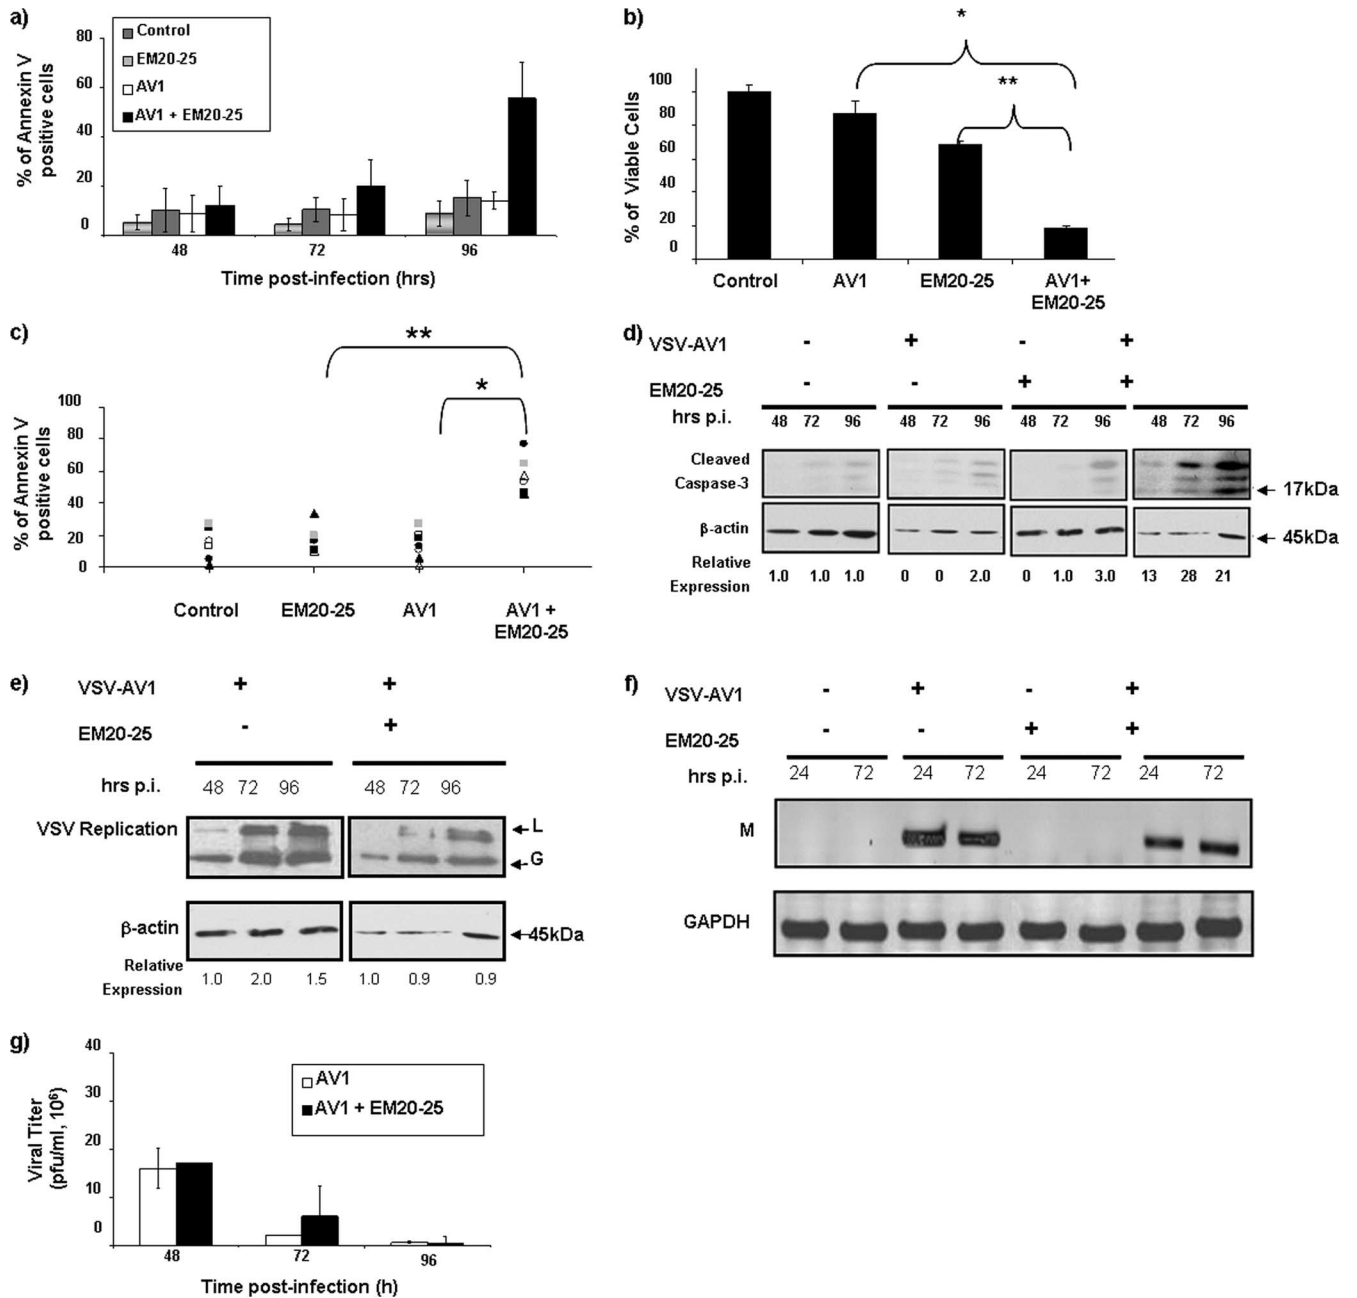 a)
% of Annexin V
positive cells
80
60
40
20
0
Control
EM20-25
AV1
AV1 + EM20-25
48 72 96
Time post-infection (hrs)
b)
% of Viable Cells
100
80
60
40
20
0
*
**
Control AV1 EM20-25 AV1+
EM20-25
c)
% of Annexin V
positive cells
100
80
60
40
20
0
**
*
Control EM20-25 AV1 AV1 +
EM20-25
d)
VSV-AV1 - + - +
EM20-25 - - + +
hrs p.i. 48 72 96 48 72 96 48 72 96 48 72 96
Cleaved
Caspase-3
17kDa
β-actin
45kDa
Relative
Expression
1.0 1.0 1.0 0 0 2.0 0 1.0 3.0 13 28 21
e)
VSV-AV1 + +
EM20-25 - +
hrs p.i. 48 72 96 48 72 96
VSV Replication
L
G
β-actin
45kDa
Relative
Expression
1.0 2.0 1.5 1.0 0.9 0.9
f)
VSV-AV1 - + - +
EM20-25 - - + +
hrs p.i. 24 72 24 72 24 72 24 72
M
GAPDH
g)
Viral Titer
(pfu/ml, 10⁶)
40
30
20
10
0
AV1
AV1 + EM20-25
48 72 96
Time post-infection (h)